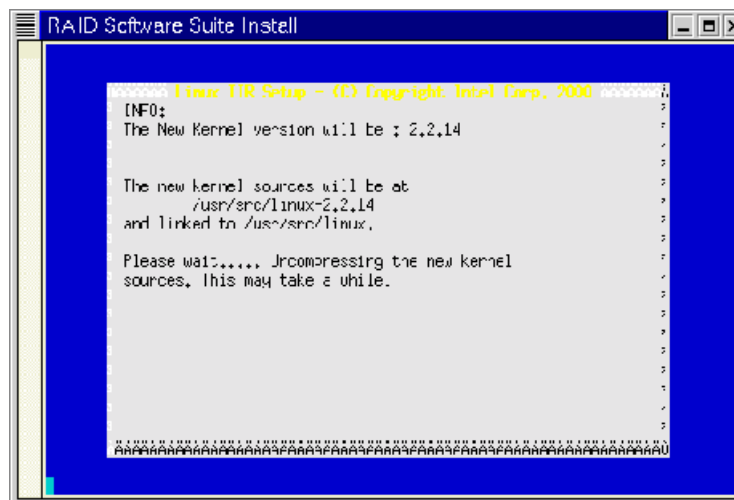 RAID Software Suite Install
Linux IIR Setup - (C) Copyright Intel Corp. 2000
INFO:
The New Kernel version will be : 2.2.14
The new kernel sources will be at
/usr/src/linux-2.2.14
and linked to /usr/src/linux.
Please wait..... Uncompressing the new kernel
sources. This may take a while.